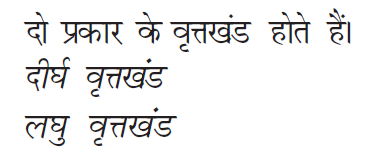 दो प्रकार के वृत्तखंड होते हैं।
दीर्घ वृत्तखंड
लघु वृत्तखंड